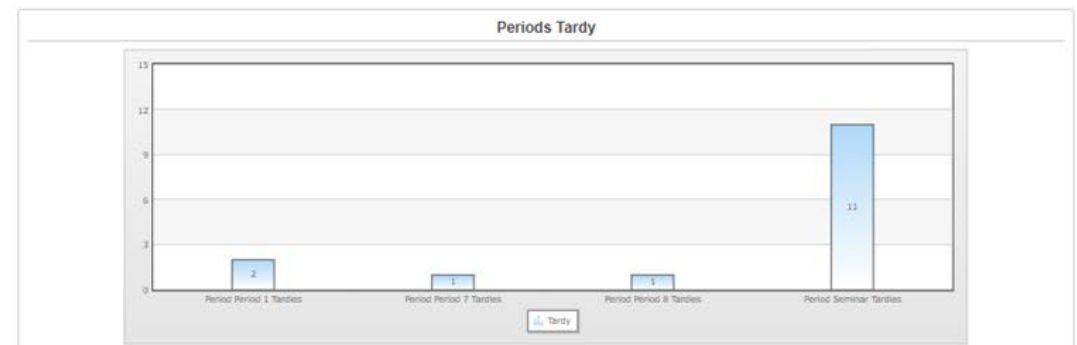 Periods Tardy
15
12
9
6
3
0
2
1
1
11
Period Period 1 Tardies
Period Period 7 Tardies
Period Period 8 Tardies
Period Seminar Tardies
Tardy